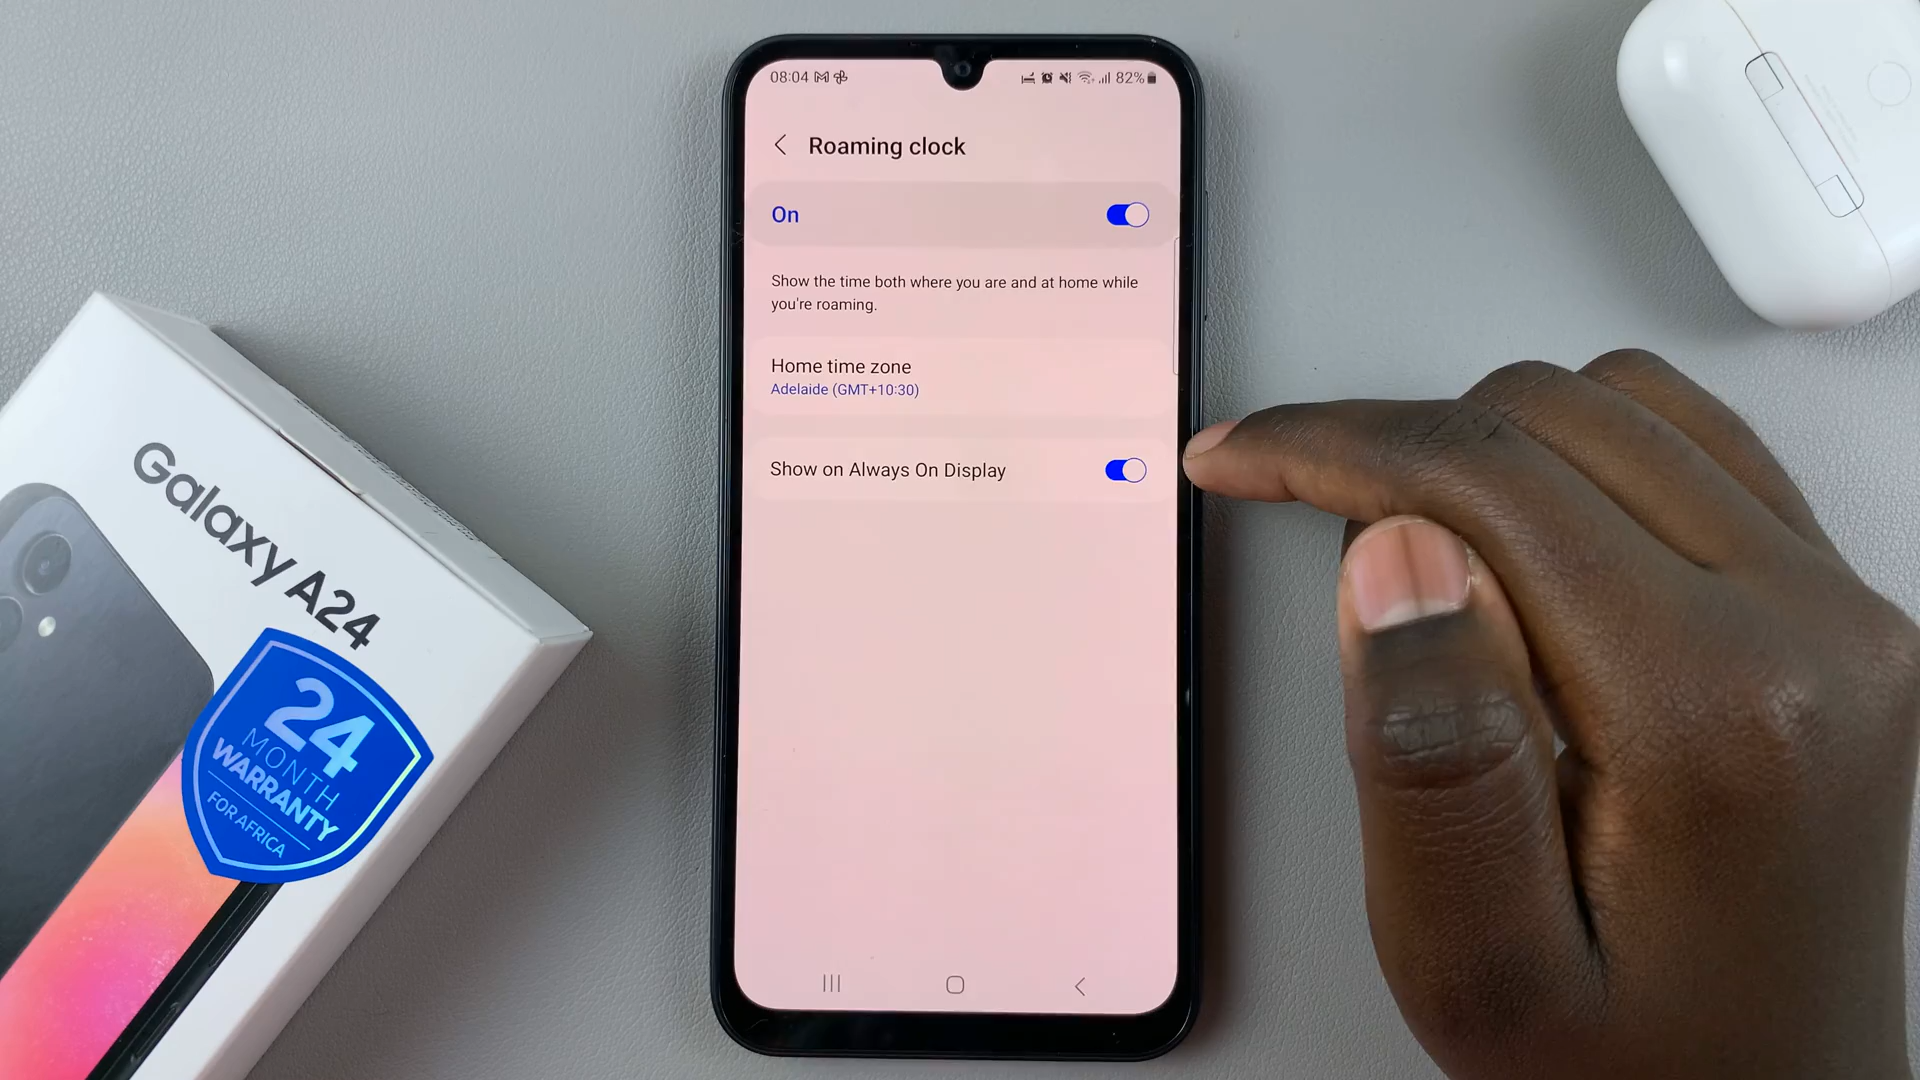 08:04
82%
Roaming clock
On
Show the time both where you are and at home while
you're roaming.
Home time zone
Adelaide (GMT+10:30)
Show on Always On Display
Galaxy A24
24
MONTH
WARRANTY
FOR AFRICA